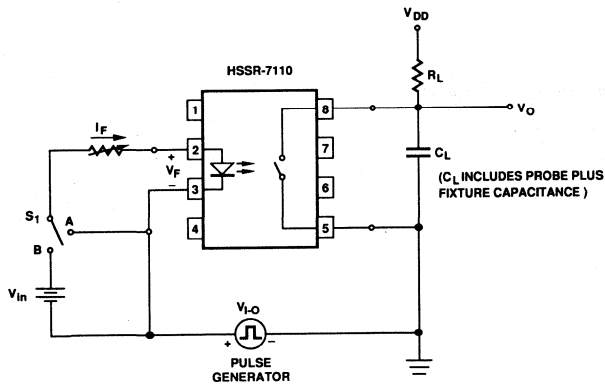 V_DD
HSSR-7110
R_L
1
8
V_O
I_F
2
+
V_F
−
3
7
6
C_L
(C_L INCLUDES PROBE PLUS
FIXTURE CAPACITANCE )
S_1
A
B
4
5
V_in
V_I-O
+
−
PULSE
GENERATOR